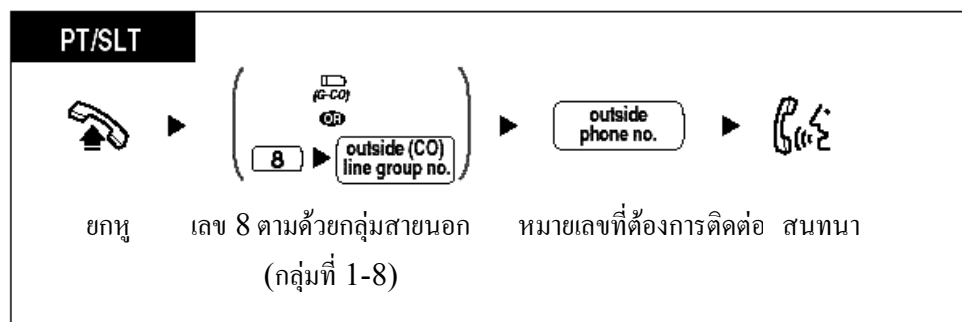 PT/SLT
(G-CO)
OR
8
outside (CO)
line group no.
outside
phone no.
ยกหู
เลข 8 ตามด้วยกลุ่มสายนอก
(กลุ่มที่ 1-8)
หมายเลขที่ต้องการติดต่อ
สนทนา